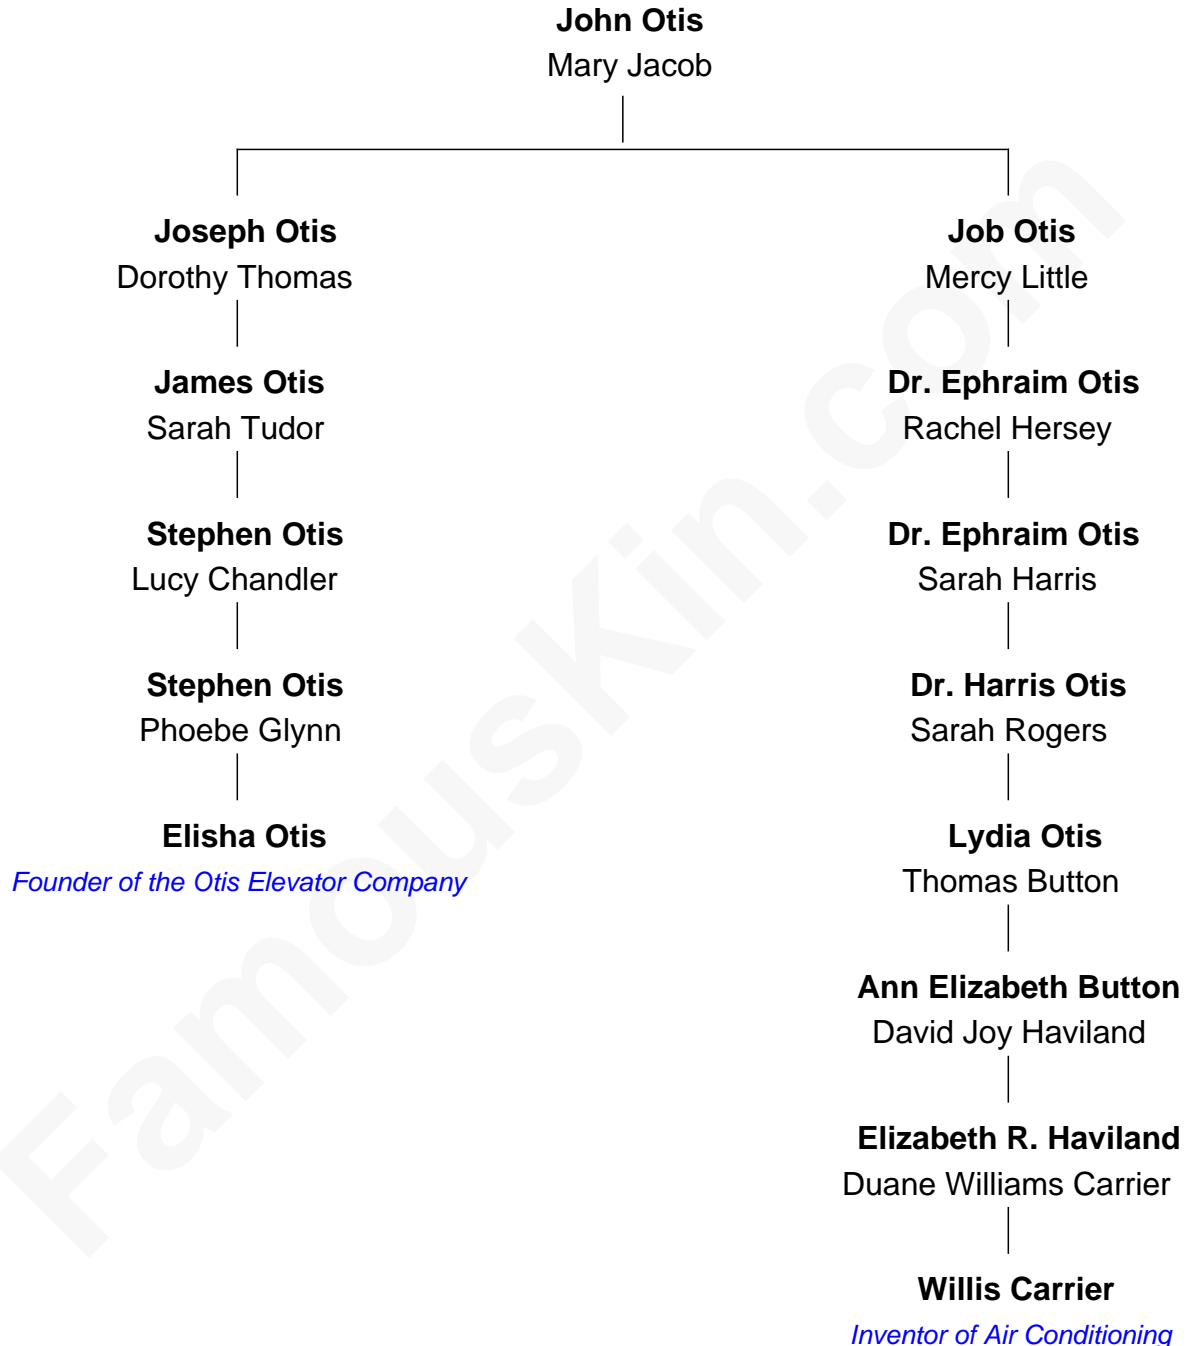 John Otis
Mary Jacob
Joseph Otis
Dorothy Thomas
James Otis
Sarah Tudor
Stephen Otis
Lucy Chandler
Stephen Otis
Phoebe Glynn
Elisha Otis
Founder of the Otis Elevator Company
Job Otis
Mercy Little
Dr. Ephraim Otis
Rachel Hersey
Dr. Ephraim Otis
Sarah Harris
Dr. Harris Otis
Sarah Rogers
Lydia Otis
Thomas Button
Ann Elizabeth Button
David Joy Haviland
Elizabeth R. Haviland
Duane Williams Carrier
Willis Carrier
Inventor of Air Conditioning
FamousKin.com